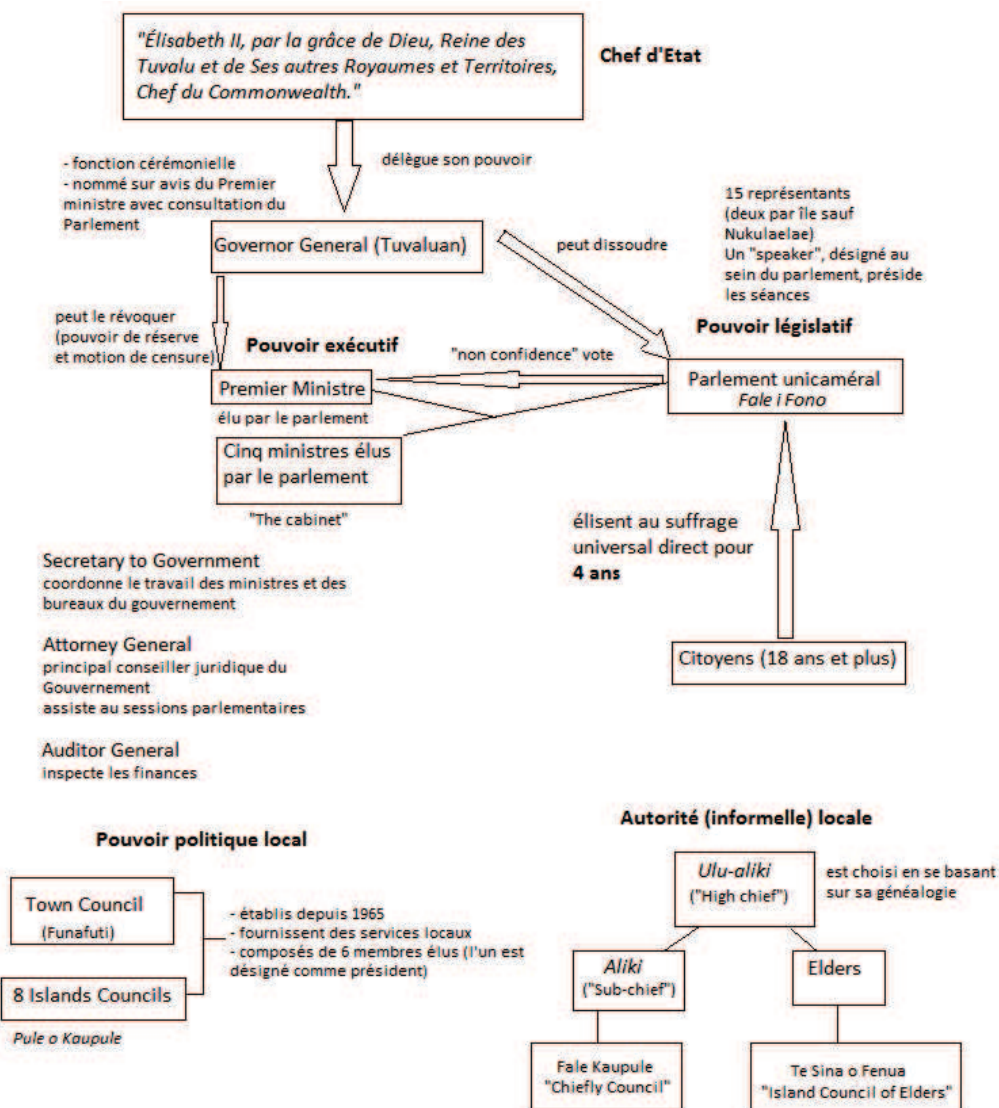 "Élisabeth II, par la grâce de Dieu, Reine des
Tuvalu et de Ses autres Royaumes et Territoires,
Chef du Commonwealth."
Chef d'Etat
- fonction cérémonielle
- nommé sur avis du Premier
ministre avec consultation du
Parlement
délègue son pouvoir
Governor General (Tuvaluan)
peut dissoudre
15 représentants
(deux par île sauf
Nukulaelae)
Un "speaker", désigné au
sein du parlement, préside
les séances
peut le révoquer
(pouvoir de réserve
et motion de censure)
Pouvoir exécutif
"non confidence" vote
Pouvoir législatif
Premier Ministre
élu par le parlement
Parlement unicaméral
Fale i Fono
Cinq ministres élus
par le parlement
"The cabinet"
élisent au suffrage
universal direct pour
4 ans
Citoyens (18 ans et plus)
Secretary to Government
coordonne le travail des ministres et des
bureaux du gouvernement
Attorney General
principal conseiller juridique du
Gouvernement
assiste au sessions parlementaires
Auditor General
inspecte les finances
Pouvoir politique local
Town Council
(Funafuti)
8 Islands Councils
Pule o Kaupule
- établis depuis 1965
- fournissent des services locaux
- composés de 6 membres élus (l'un est
désigné comme président)
Autorité (informelle) locale
Ulu-aliki
("High chief")
est choisi en se basant
sur sa généalogie
Aliki
("Sub-chief")
Elders
Fale Kaupule
"Chiefly Council"
Te Sina o Fenua
"Island Council of Elders"